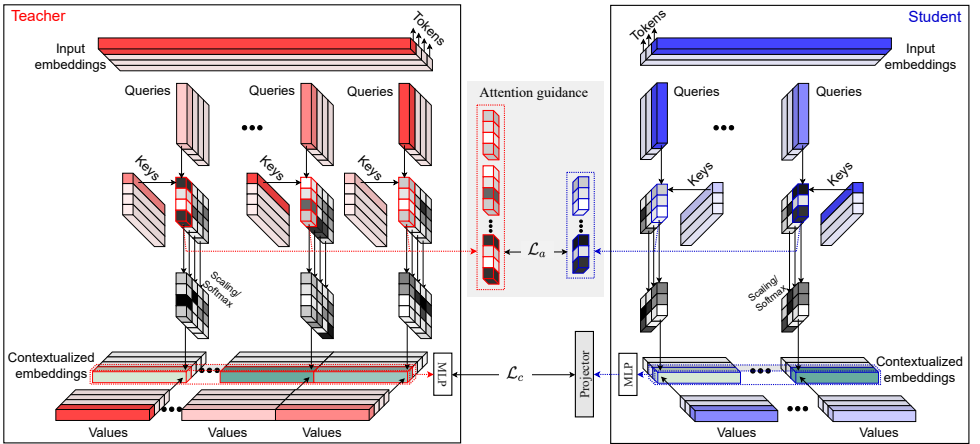 Teacher
Student
Tokens
Tokens
Input
embeddings
Input
embeddings
Queries
Queries
Queries
Attention guidance
Queries
Queries
Keys
Keys
Keys
Keys
Keys
ℒa
Scaling/
Softmax
Scaling/
Softmax
Contextualized
embeddings
MLP
ℒc
Projector
MLP
Contextualized
embeddings
Values
Values
Values
Values
Values